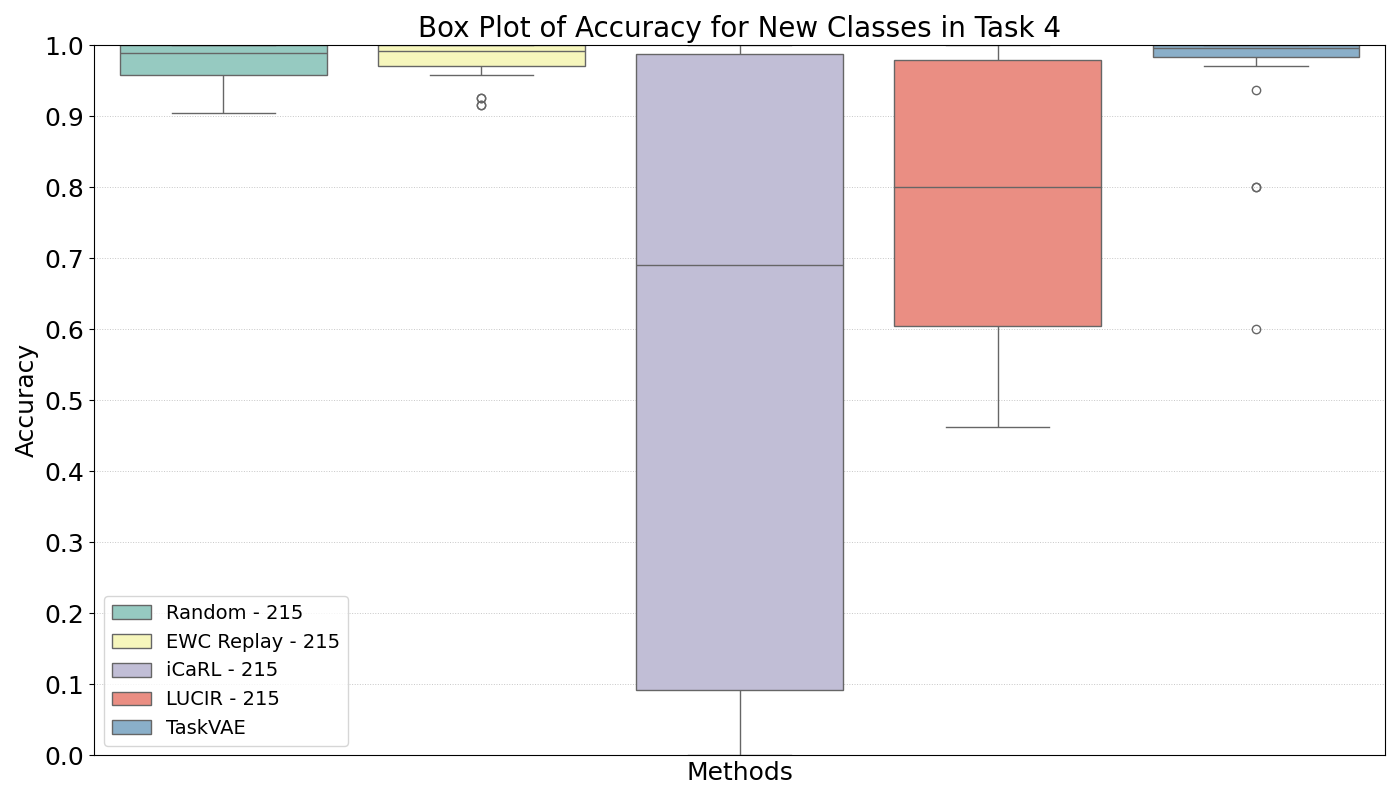 Box Plot of Accuracy for New Classes in Task 4
1.0
0.9
0.8
0.7
0.6
0.5
0.4
0.3
0.2
0.1
0.0
Accuracy
Random - 215
EWC Replay - 215
iCaRL - 215
LUCIR - 215
TaskVAE
Methods